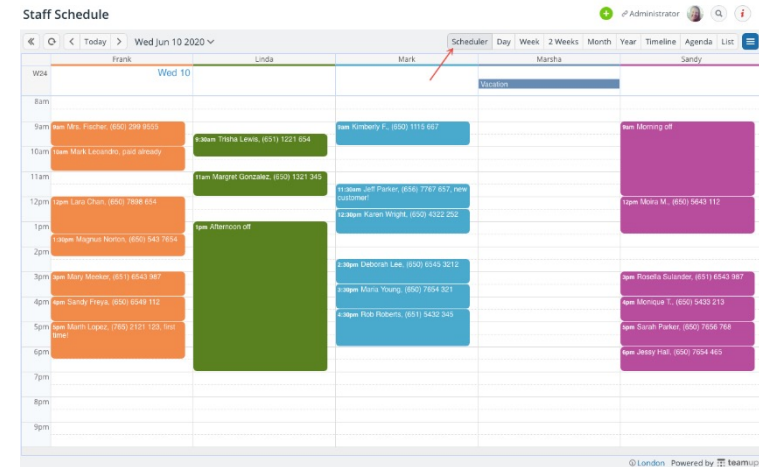 Staff Schedule
Administrator
Today Wed Jun 10 2020
Scheduler Day Week 2 Weeks Month Year Timeline Agenda List
Frank Linda Mark Marsha Sandy
W24 Wed 10
Vacation
8am
9am 9am Mrs. Fischer, (650) 299 9555 9am Kimberly F., (650) 1115 667 9am Morning off
9:30am Trisha Lewis, (651) 1221 654
10am 10am Mark Lecandro, paid already
11am 11am Margret Gonzalez, (650) 1321 345
11:30am Jeff Parker, (656) 7767 657, new
customer!
12pm 12pm Lara Chan, (650) 7898 654 12pm Moira M., (650) 5643 112
12:30pm Karen Wright, (650) 4322 252
1pm 1pm Afternoon off
1:30pm Magnus Norton, (650) 543 7654
2pm
2:30pm Deborah Lee, (650) 6545 3212
3pm 3pm Mary Meeker, (651) 6543 987 3pm Rosella Sulander, (651) 6543 987
Maria Young, (650) 7654 321
4pm 4pm Sandy Freya, (650) 6549 112 4pm Monique T., (650) 5433 213
4:30pm Rob Roberts, (651) 5432 345
5pm 5pm Marth Lopez, (765) 2121 123, first 5pm Sarah Parker, (650) 7656 768
time!
6pm 6pm Jessy Hall, (650) 7654 465
7pm
8pm
9pm
London Powered by teamup